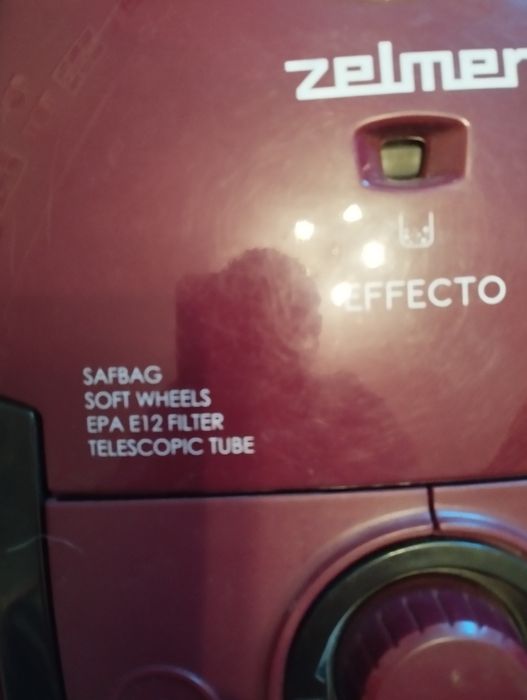 zelmer
EFFECTO
SAFBAG
SOFT WHEELS
EPA E12 FILTER
TELESCOPIC TUBE